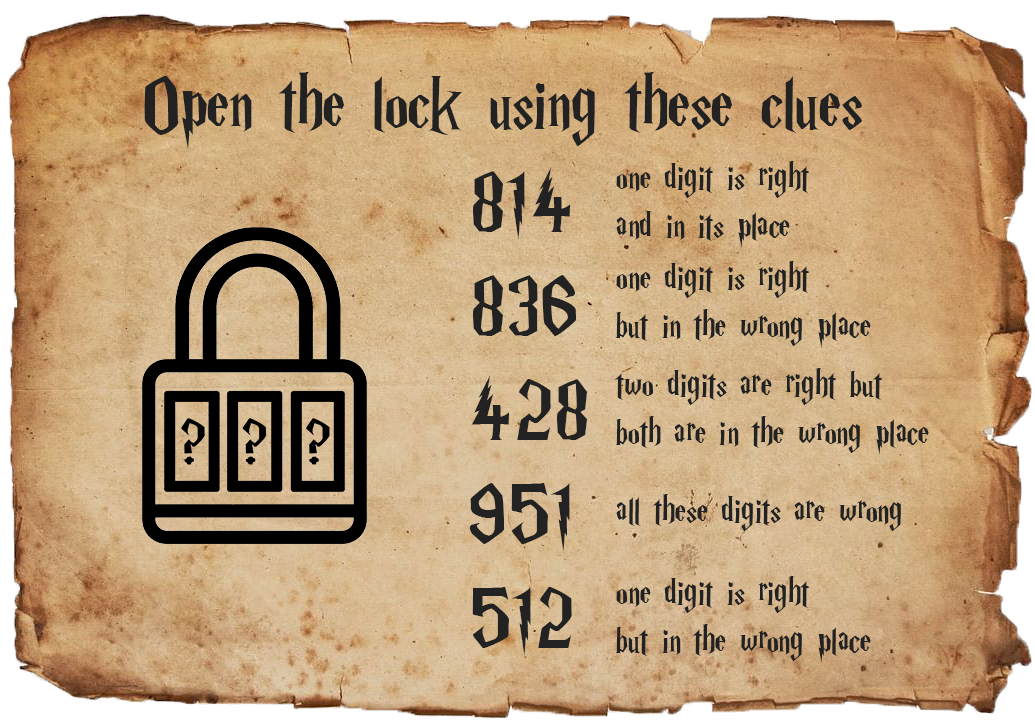 Open the lock using these clues
814 one digit is right
and in its place
836 one digit is right
but in the wrong place
428 two digits are right but
both are in the wrong place
? ? ?
951 all these digits are wrong
512 one digit is right
but in the wrong place